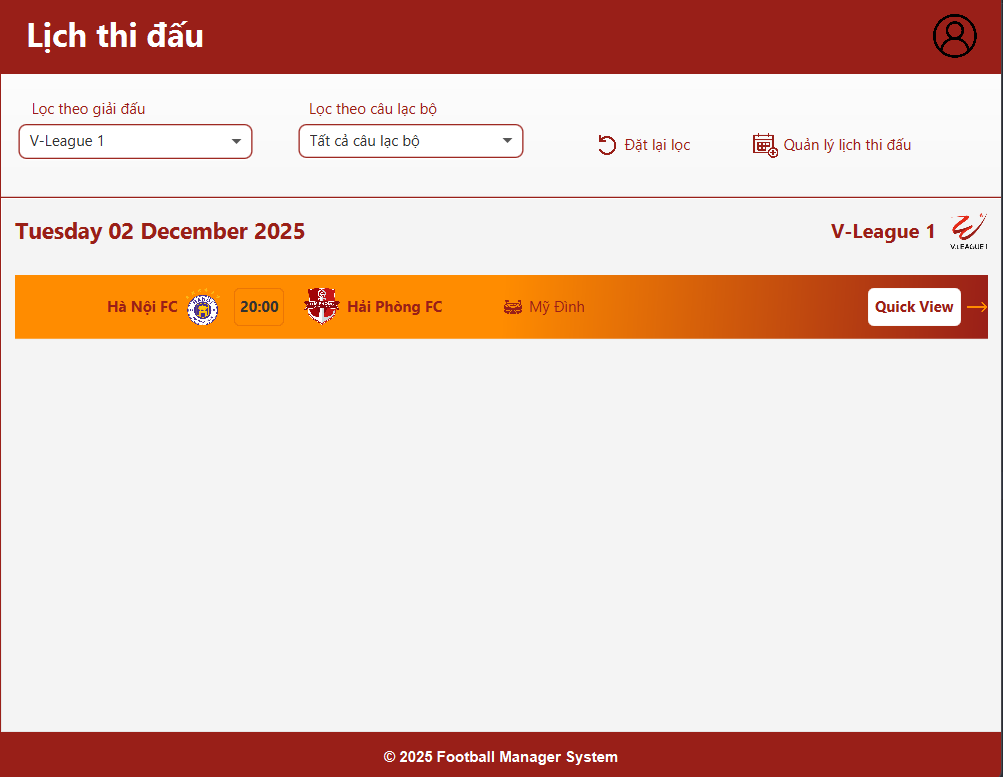 Lịch thi đấu
Lọc theo giải đấu
Lọc theo câu lạc bộ
V-League 1
Tất cả câu lạc bộ
Đặt lại lọc
Quản lý lịch thi đấu
Tuesday 02 December 2025
V-League 1
V.LEAGUE 1
Hà Nội FC
20:00
Hải Phòng FC
Mỹ Đình
Quick View
© 2025 Football Manager System